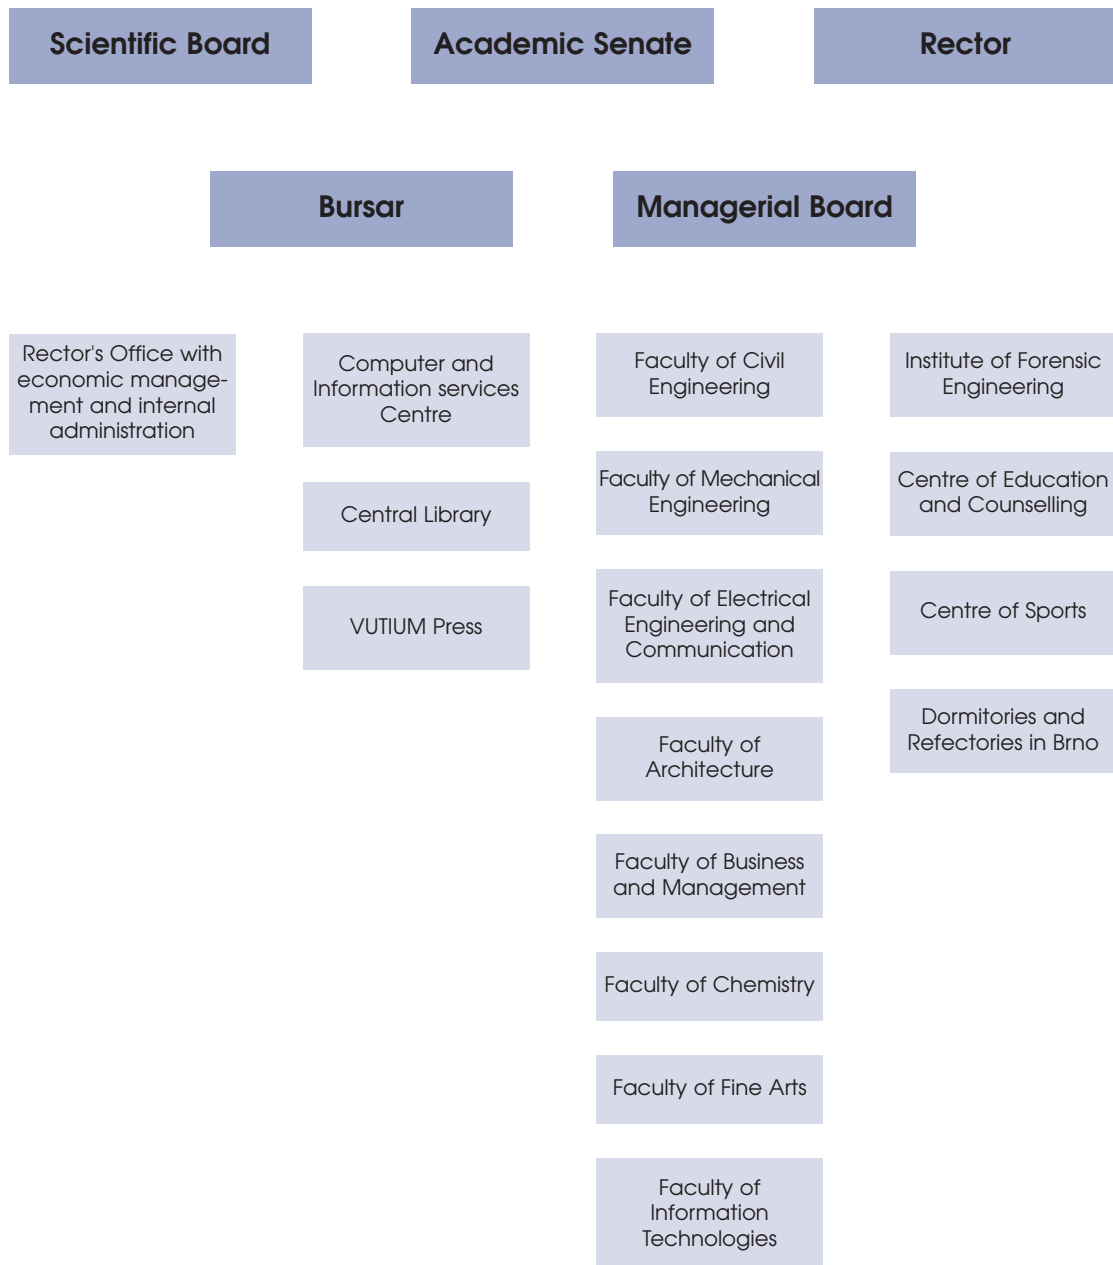 Scientific Board
Academic Senate
Rector
Bursar
Managerial Board
Rector's Office with
economic manage-
ment and internal
administration
Computer and
Information services
Centre
Central Library
VUTIUM Press
Faculty of Civil
Engineering
Faculty of Mechanical
Engineering
Faculty of Electrical
Engineering and
Communication
Faculty of
Architecture
Faculty of Business
and Management
Faculty of Chemistry
Faculty of Fine Arts
Faculty of
Information
Technologies
Institute of Forensic
Engineering
Centre of Education
and Counselling
Centre of Sports
Dormitories and
Refectories in Brno